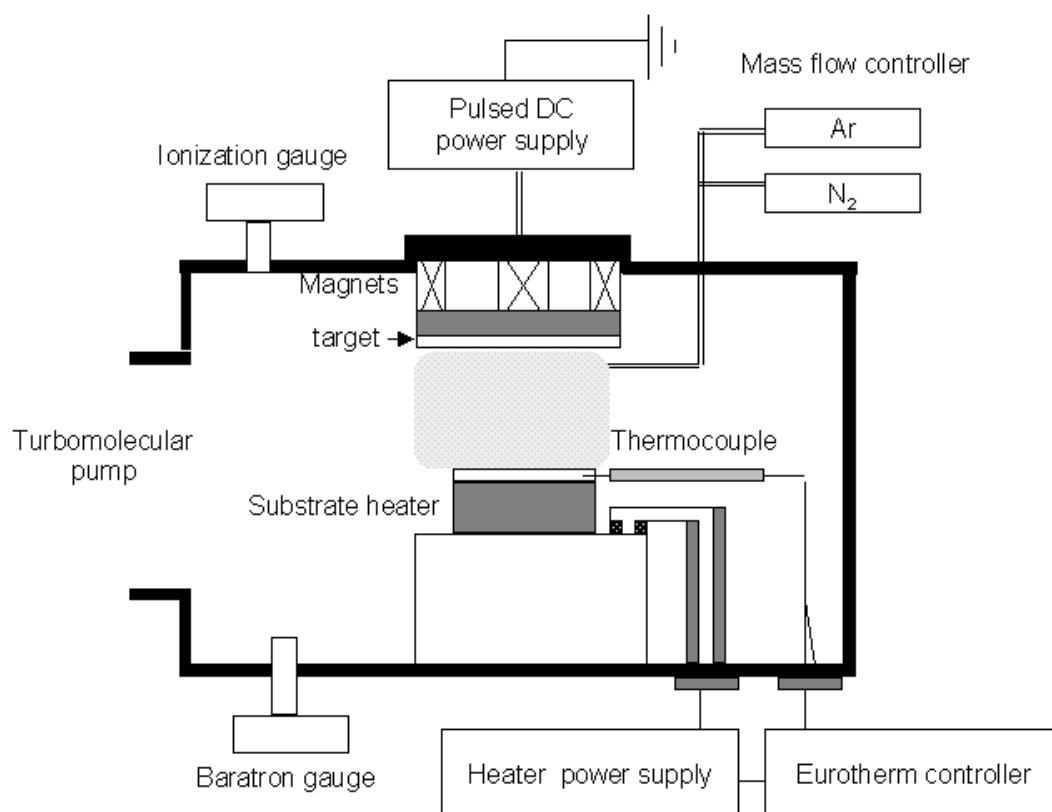 Mass flow controller
Pulsed DC
power supply
Ar
Ionization gauge
N₂
Magnets
target
Turbomolecular
pump
Thermocouple
Substrate heater
Baratron gauge
Heater power supply
Eurotherm controller